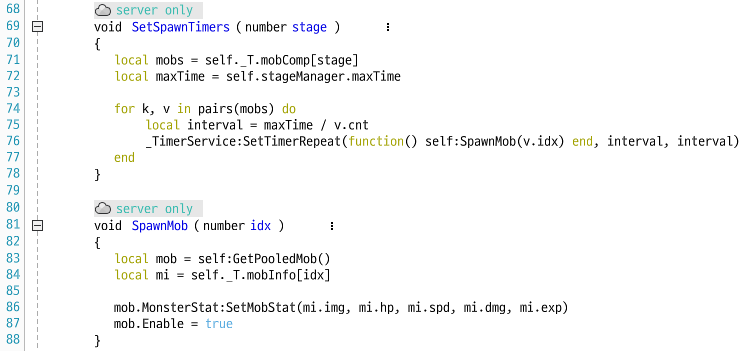 68 server only
69 void SetSpawnTimers ( number stage )
70 {
71 local mobs = self._T.mobComp[stage]
72 local maxTime = self.stageManager.maxTime
73
74 for k, v in pairs(mobs) do
75 local interval = maxTime / v.cnt
76 _TimerService:SetTimerRepeat(function() self:SpawnMob(v.idx) end, interval, interval)
77 end
78 }
79
80 server only
81 void SpawnMob ( number idx )
82 {
83 local mob = self:GetPooledMob()
84 local mi = self._T.mobInfo[idx]
85
86 mob.MonsterStat:SetMobStat(mi.img, mi.hp, mi.spd, mi.dmg, mi.exp)
87 mob.Enable = true
88 }